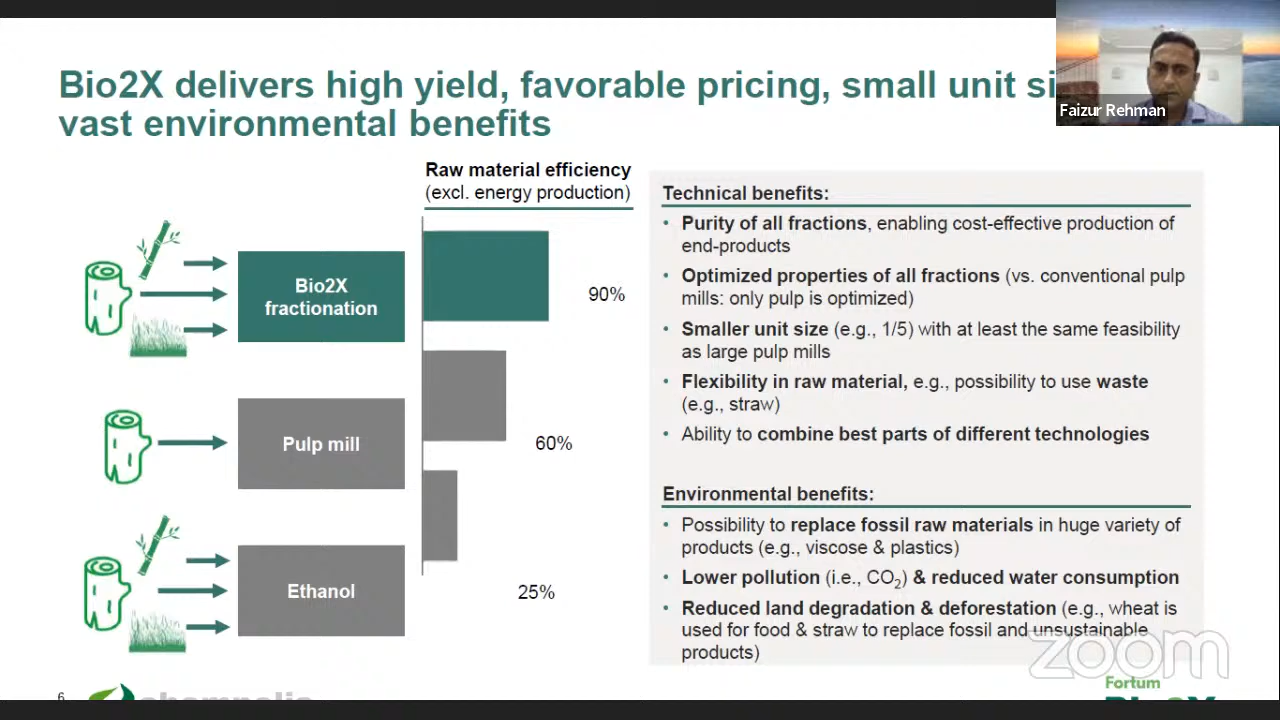 Bio2X delivers high yield, favorable pricing, small unit
vast environmental benefits
Faizur Rehman
Raw material efficiency
(excl. energy production)
Bio2X
fractionation
90%
Pulp mill
60%
Ethanol
25%
Technical benefits:
• Purity of all fractions, enabling cost-effective production of
end-products
• Optimized properties of all fractions (vs. conventional pulp
mills: only pulp is optimized)
• Smaller unit size (e.g., 1/5) with at least the same feasibility
as large pulp mills
• Flexibility in raw material, e.g., possibility to use waste
(e.g., straw)
• Ability to combine best parts of different technologies
Environmental benefits:
• Possibility to replace fossil raw materials in huge variety of
products (e.g., viscose & plastics)
• Lower pollution (i.e., CO₂) & reduced water consumption
• Reduced land degradation & deforestation (e.g., wheat is
used for food & straw to replace fossil and unsustainable
products)
zoom
6
Fortum